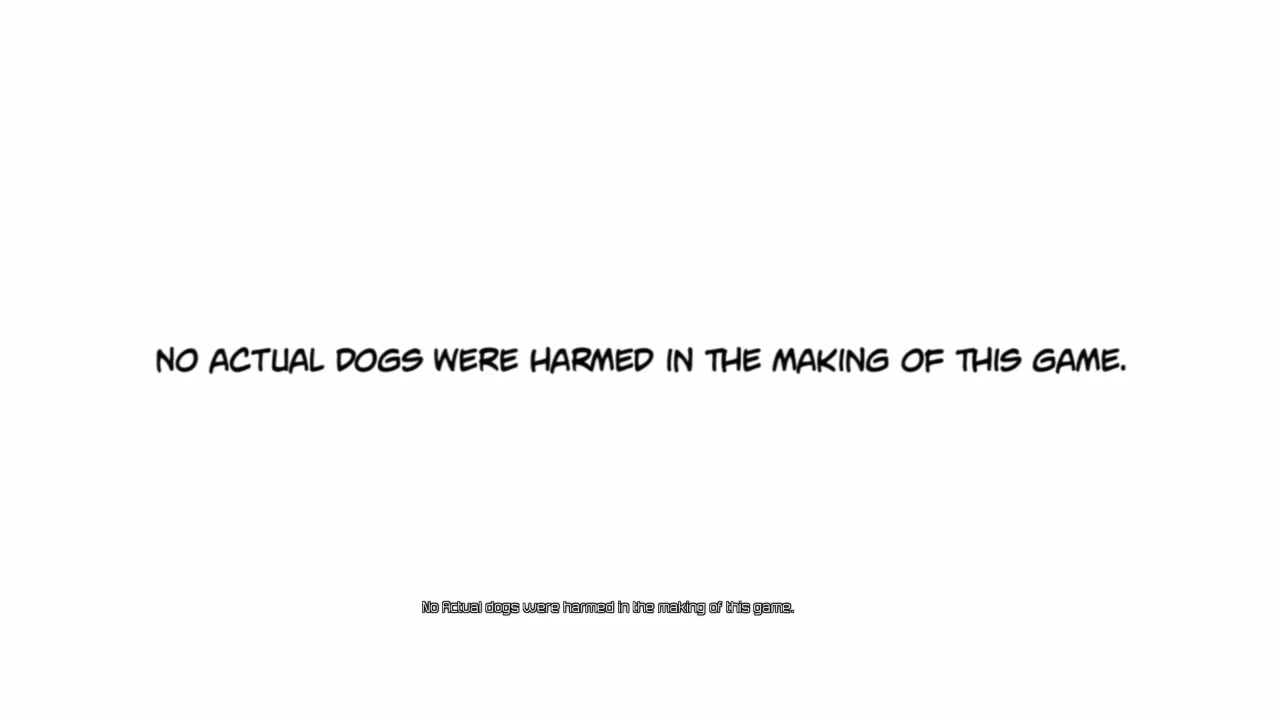 NO ACTUAL DOGS WERE HARMED IN THE MAKING OF THIS GAME.
No Actual dogs were harmed in the making of this game.